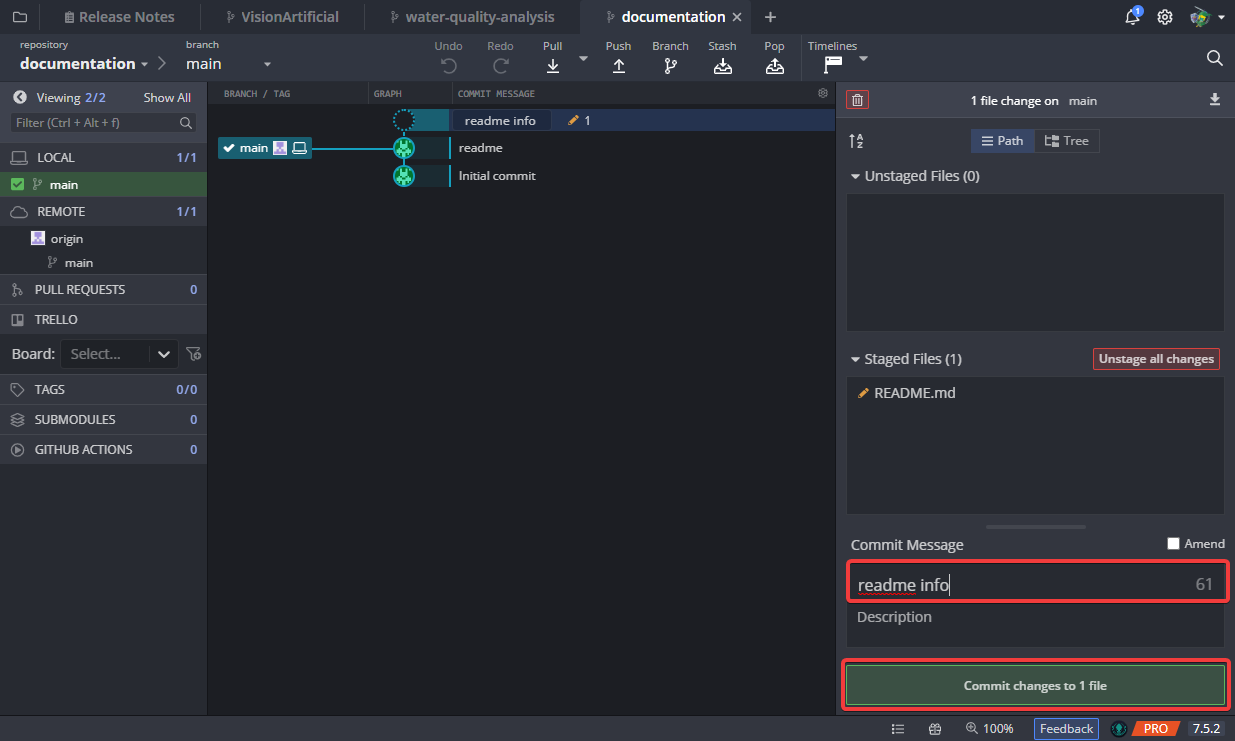 Release Notes
VisionArtificial
water-quality-analysis
documentation
1
repository
documentation
branch
main
Undo
Redo
Pull
Push
Branch
Stash
Pop
Timelines
Viewing 2/2
Show All
Filter (Ctrl + Alt + f)
LOCAL
1/1
main
REMOTE
1/1
origin
main
PULL REQUESTS
0
TRELLO
Board:
Select...
TAGS
0/0
SUBMODULES
0
GITHUB ACTIONS
0
BRANCH / TAG
GRAPH
COMMIT MESSAGE
readme info
1
main
readme
Initial commit
1 file change on main
Path
Tree
Unstaged Files (0)
Staged Files (1)
Unstage all changes
README.md
Commit Message
Amend
readme info
61
Description
Commit changes to 1 file
100%
Feedback
PRO
7.5.2